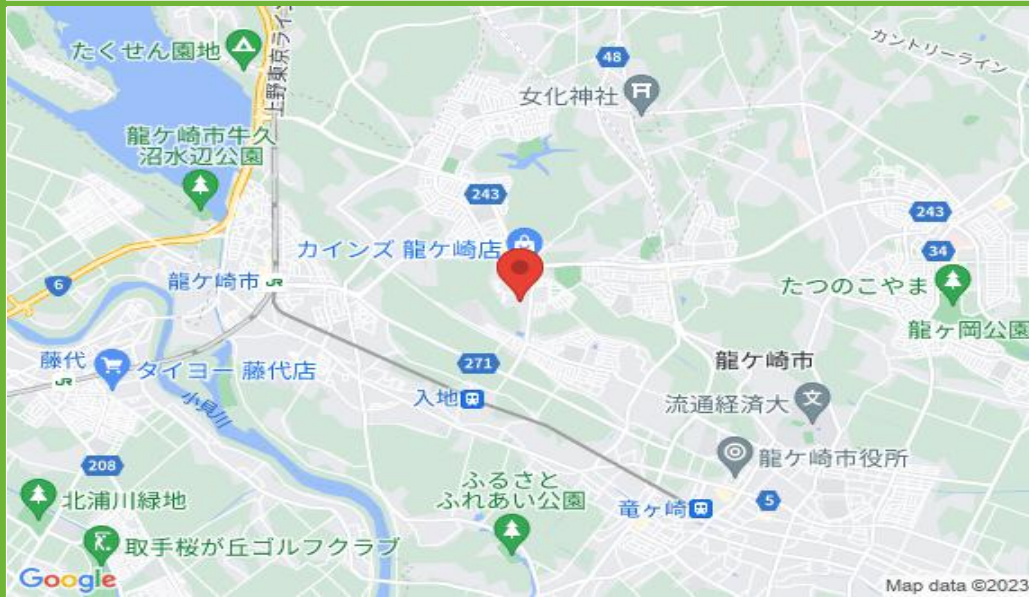 たくせん園地
上野東京ライン
48
カントリーライン
女化神社
龍ケ崎市牛久
沼水辺公園
243
243
カインズ 龍ケ崎店
34
6
龍ケ崎市
JR
たつのこやま
龍ヶ岡公園
藤代
JR
タイヨー 藤代店
271
龍ケ崎市
入地
小貝川
流通経済大
208
龍ケ崎市役所
北浦川緑地
ふるさと
ふれあい公園
竜ヶ崎
5
取手桜が丘ゴルフクラブ
Google
Map data ©2023